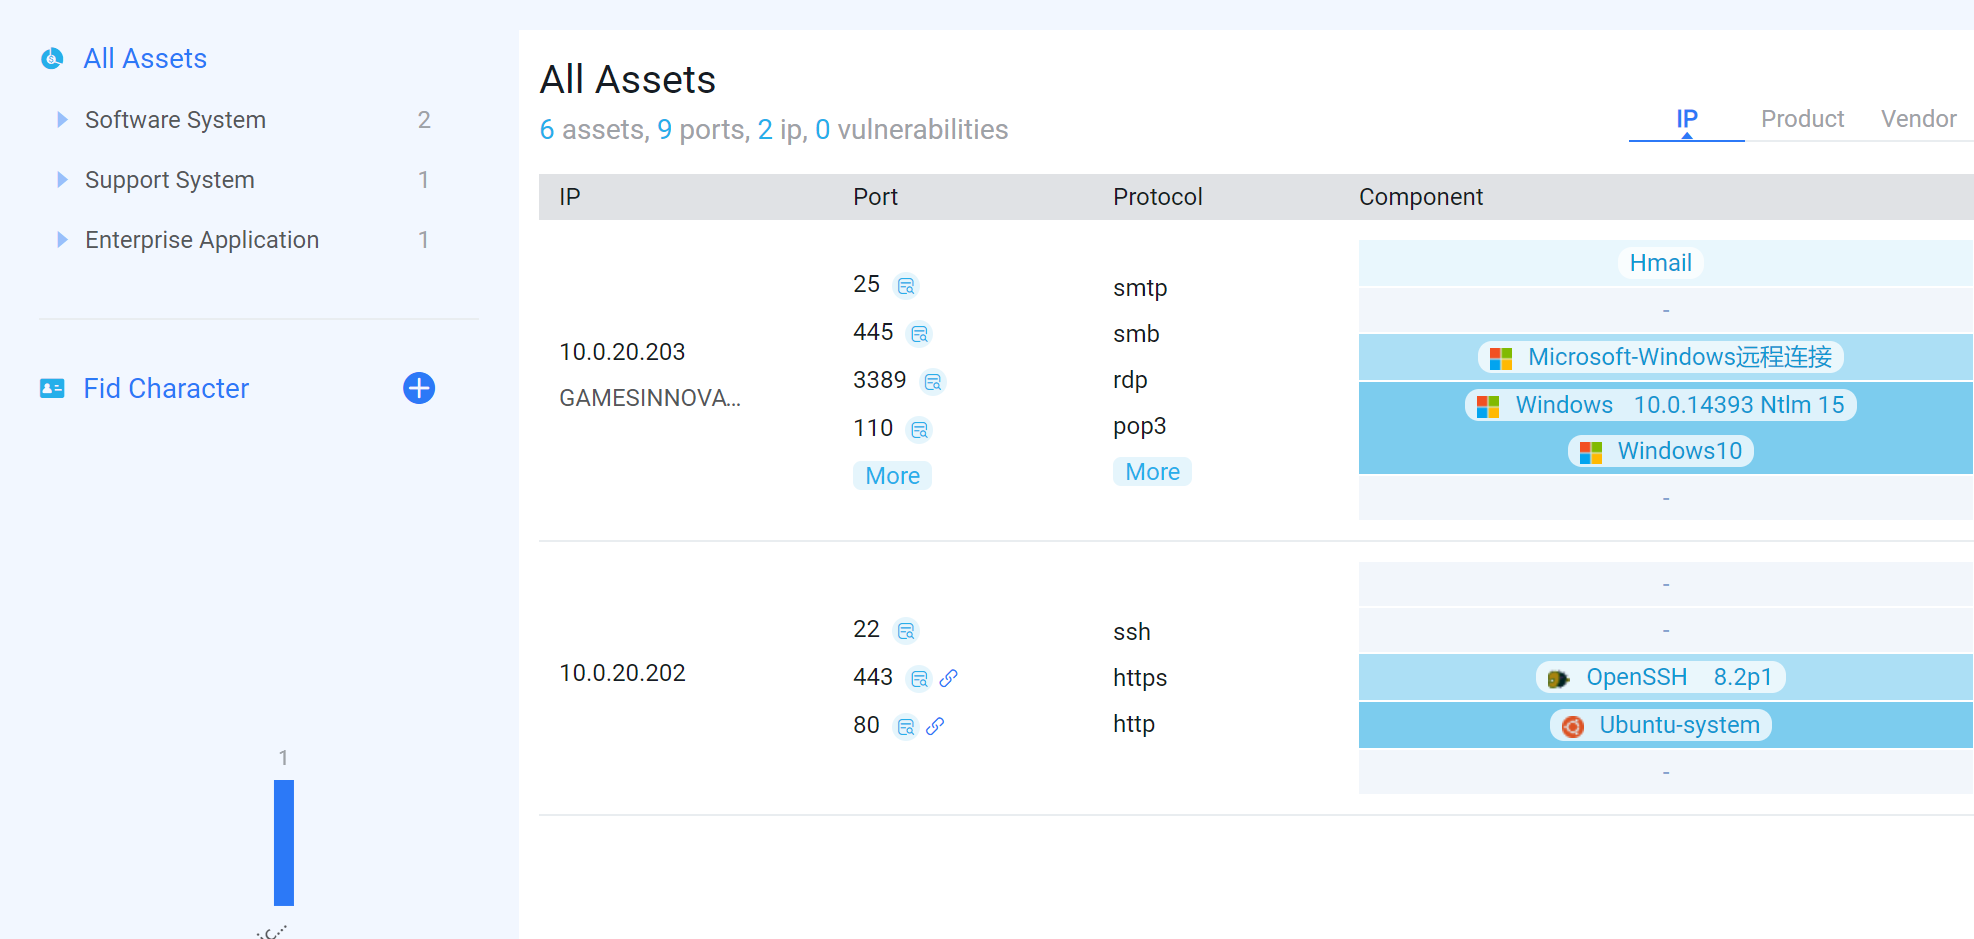 All Assets
Software System 2
Support System 1
Enterprise Application 1
Fid Character
1
ic...
All Assets
6 assets, 9 ports, 2 ip, 0 vulnerabilities
IP Product Vendor
IP Port Protocol Component
10.0.20.203
GAMESINNOVA...
25
445
3389
110
More
smtp
smb
rdp
pop3
More
Hmail
-
Microsoft-Windows远程连接
Windows 10.0.14393 Ntlm 15
Windows10
-
10.0.20.202
22
443
80
ssh
https
http
-
-
OpenSSH 8.2p1
Ubuntu-system
-